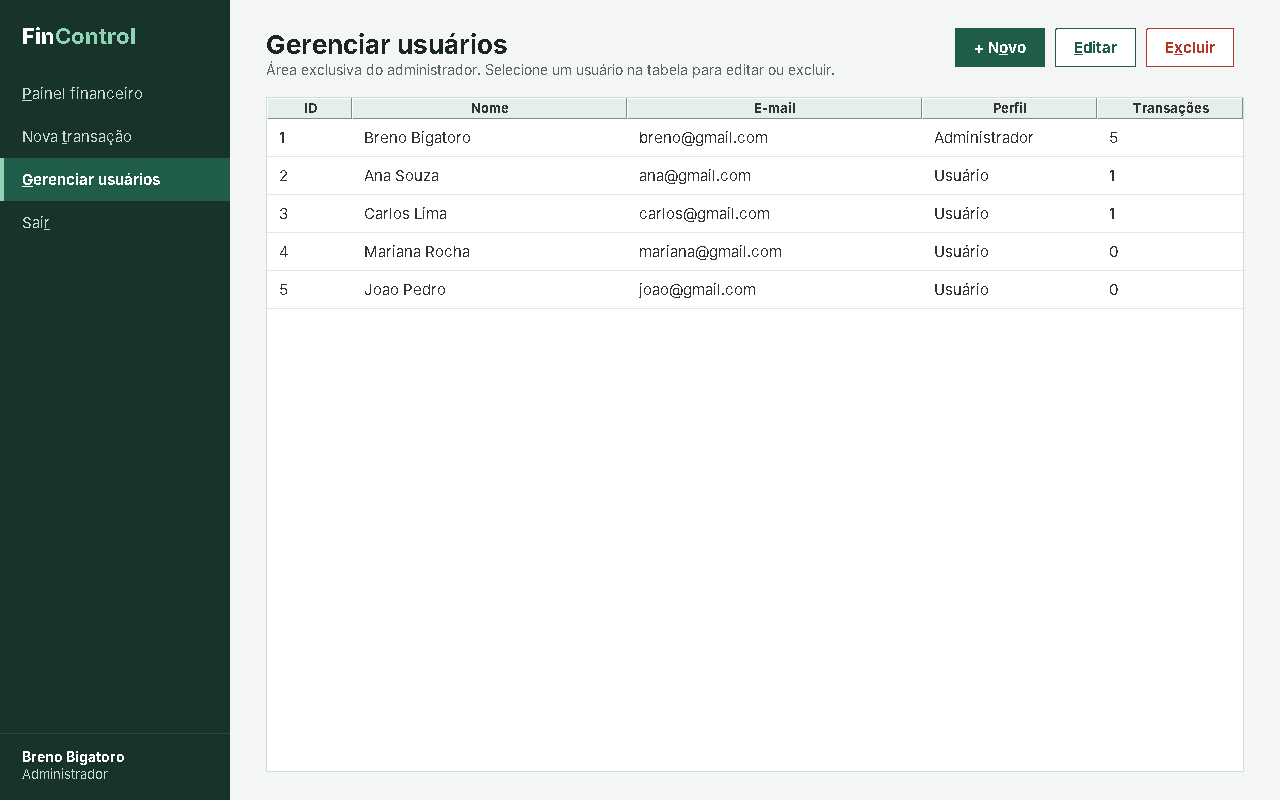 FinControl
Painel financeiro
Nova transação
Gerenciar usuários
Sair
Breno Bigatoro
Administrador
Gerenciar usuários
Área exclusiva do administrador. Selecione um usuário na tabela para editar ou excluir.
+ Novo Editar Excluir
ID Nome E-mail Perfil Transações
1 Breno Bigatoro breno@gmail.com Administrador 5
2 Ana Souza ana@gmail.com Usuário 1
3 Carlos Lima carlos@gmail.com Usuário 1
4 Mariana Rocha mariana@gmail.com Usuário 0
5 Joao Pedro joao@gmail.com Usuário 0